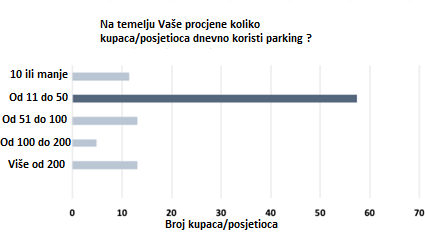 Na temelju Vaše procjene koliko
kupaca/posjetioca dnevno koristi parking ?
10 ili manje
Od 11 do 50
Od 51 do 100
Od 100 do 200
Više od 200
0 10 20 30 40 50 60 70
Broj kupaca/posjetioca